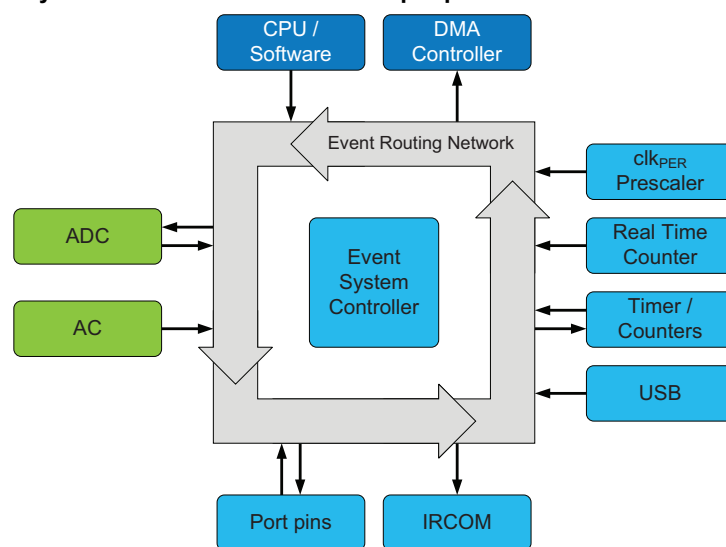 CPU /
Software
DMA
Controller
Event Routing Network
clkPER
Prescaler
ADC
Real Time
Counter
Event
System
Controller
Timer /
Counters
AC
USB
Port pins
IRCOM